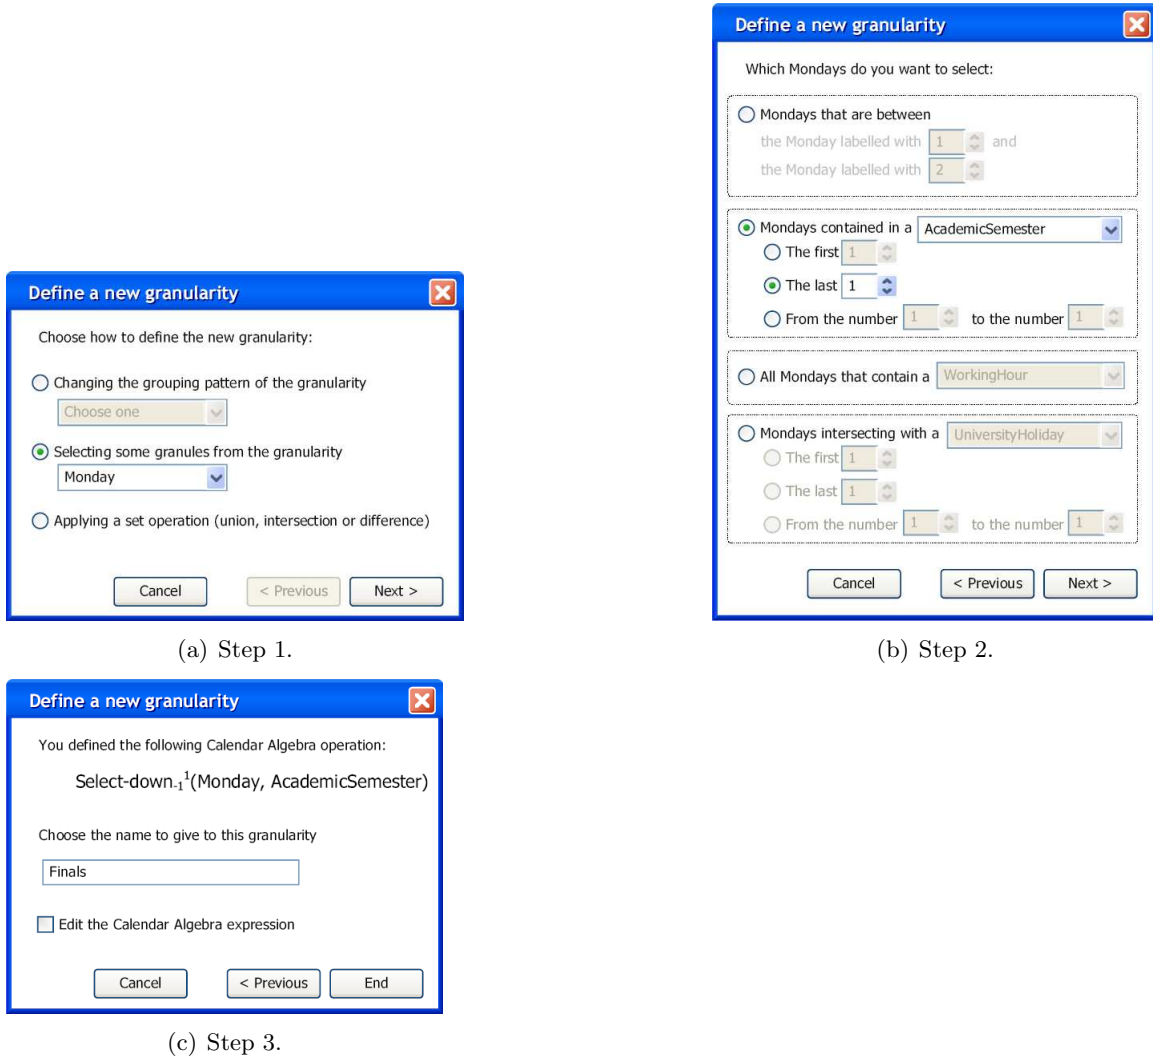 Define a new granularity
Choose how to define the new granularity:
Changing the grouping pattern of the granularity
Choose one
Selecting some granules from the granularity
Monday
Applying a set operation (union, intersection or difference)
Cancel < Previous Next >
(a) Step 1.
Define a new granularity
Which Mondays do you want to select:
Mondays that are between
the Monday labelled with 1 and
the Monday labelled with 2
Mondays contained in a AcademicSemester
The first 1
The last 1
From the number 1 to the number 1
All Mondays that contain a WorkingHour
Mondays intersecting with a UniversityHoliday
The first 1
The last 1
From the number 1 to the number 1
Cancel < Previous Next >
(b) Step 2.
Define a new granularity
You defined the following Calendar Algebra operation:
Select-down₋₁¹(Monday, AcademicSemester)
Choose the name to give to this granularity
Finals
Edit the Calendar Algebra expression
Cancel < Previous End
(c) Step 3.